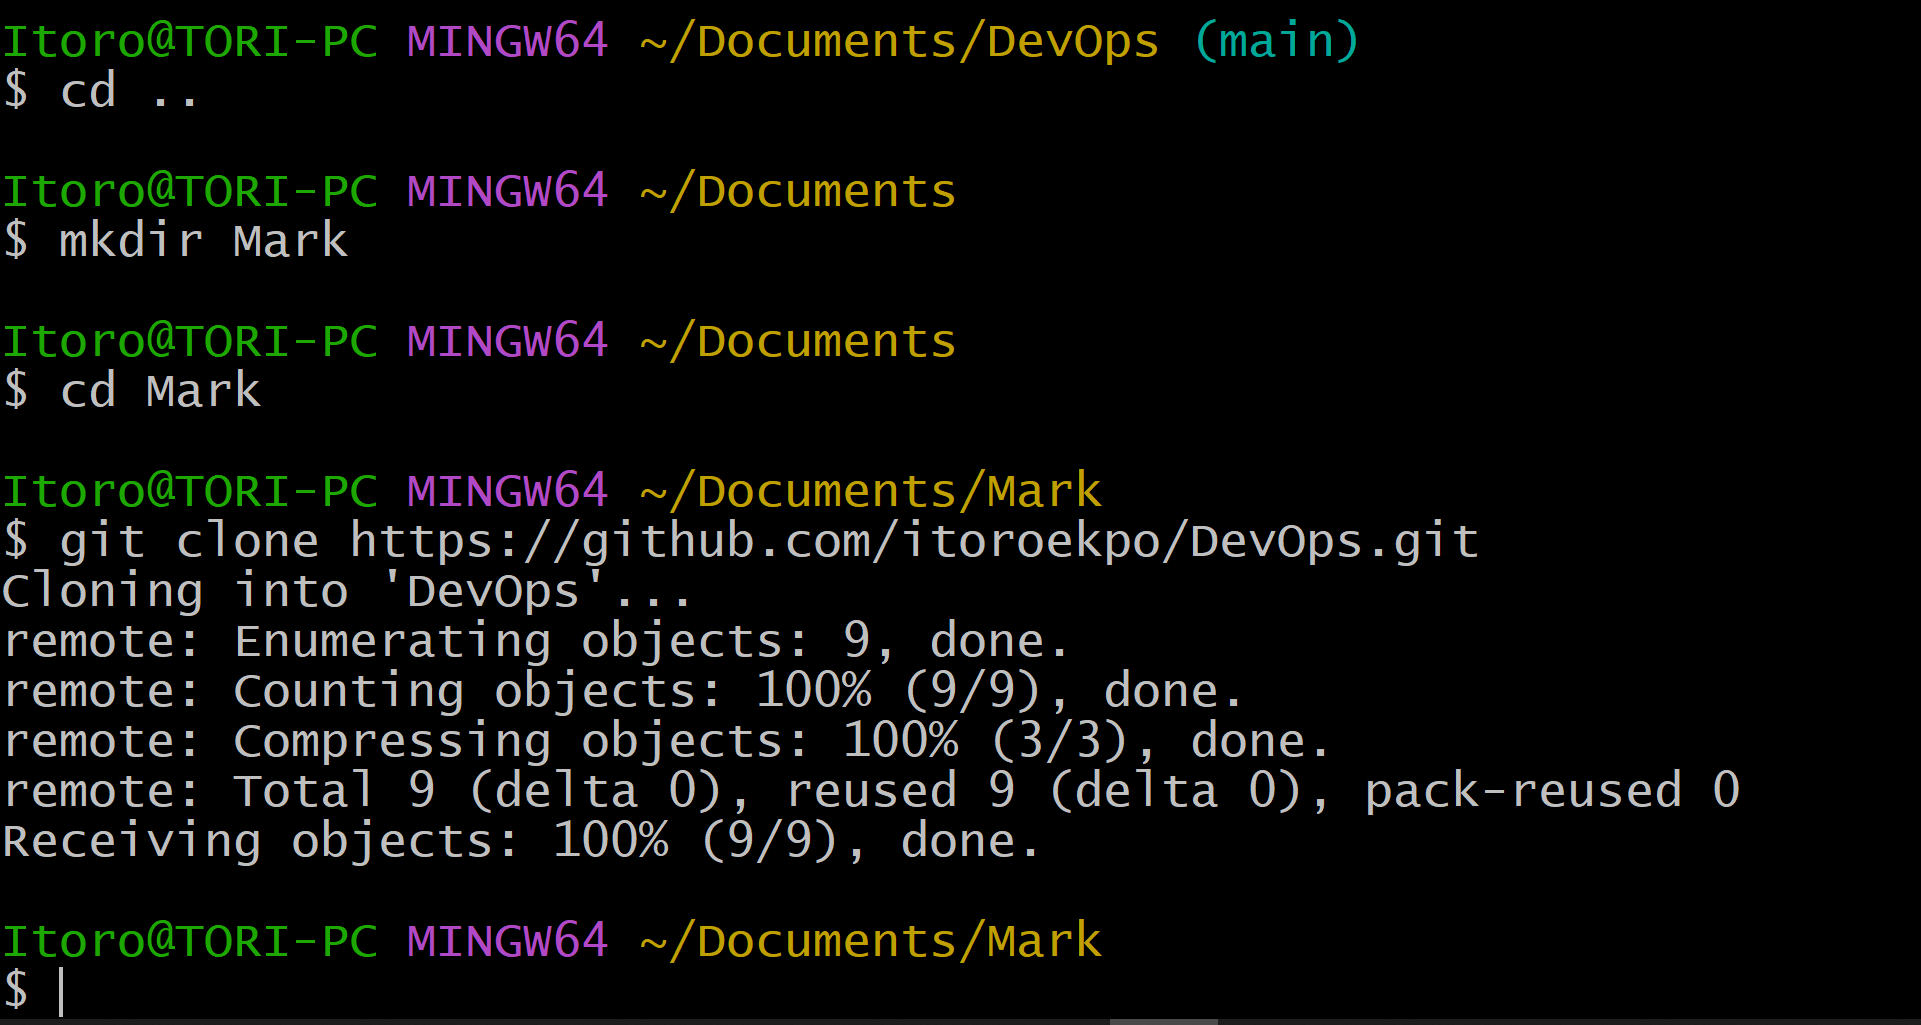 Itoro@TORI-PC MINGW64 ~/Documents/DevOps (main)
$ cd ..
Itoro@TORI-PC MINGW64 ~/Documents
$ mkdir Mark
Itoro@TORI-PC MINGW64 ~/Documents
$ cd Mark
Itoro@TORI-PC MINGW64 ~/Documents/Mark
$ git clone https://github.com/itoroekpo/DevOps.git
Cloning into 'DevOps'...
remote: Enumerating objects: 9, done.
remote: Counting objects: 100% (9/9), done.
remote: Compressing objects: 100% (3/3), done.
remote: Total 9 (delta 0), reused 9 (delta 0), pack-reused 0
Receiving objects: 100% (9/9), done.
Itoro@TORI-PC MINGW64 ~/Documents/Mark
$